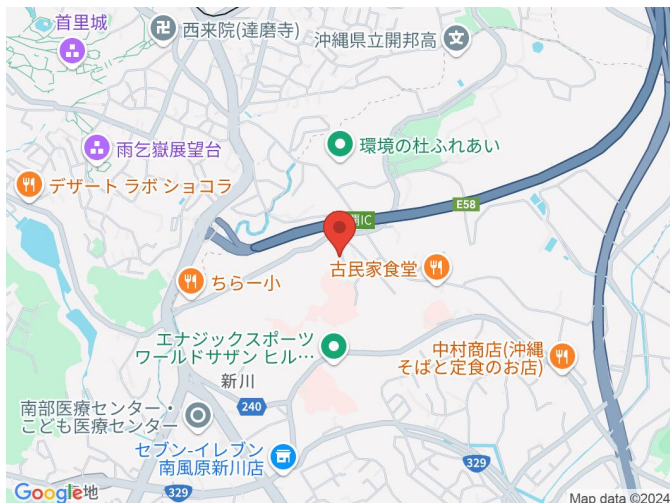 首里城
西来院(達磨寺)
沖縄県立開邦高
雨乞嶽展望台
環境の杜ふれあい
デザート ラボ ショコラ
E58
IC
古民家食堂
ちらー小
エナジックスポーツ
ワールドサザン ヒル…
中村商店(沖縄
そばと定食のお店)
新川
240
南部医療センター・
こども医療センター
セブン-イレブン
南風原新川店
329
329
Google
地
Map data ©2024